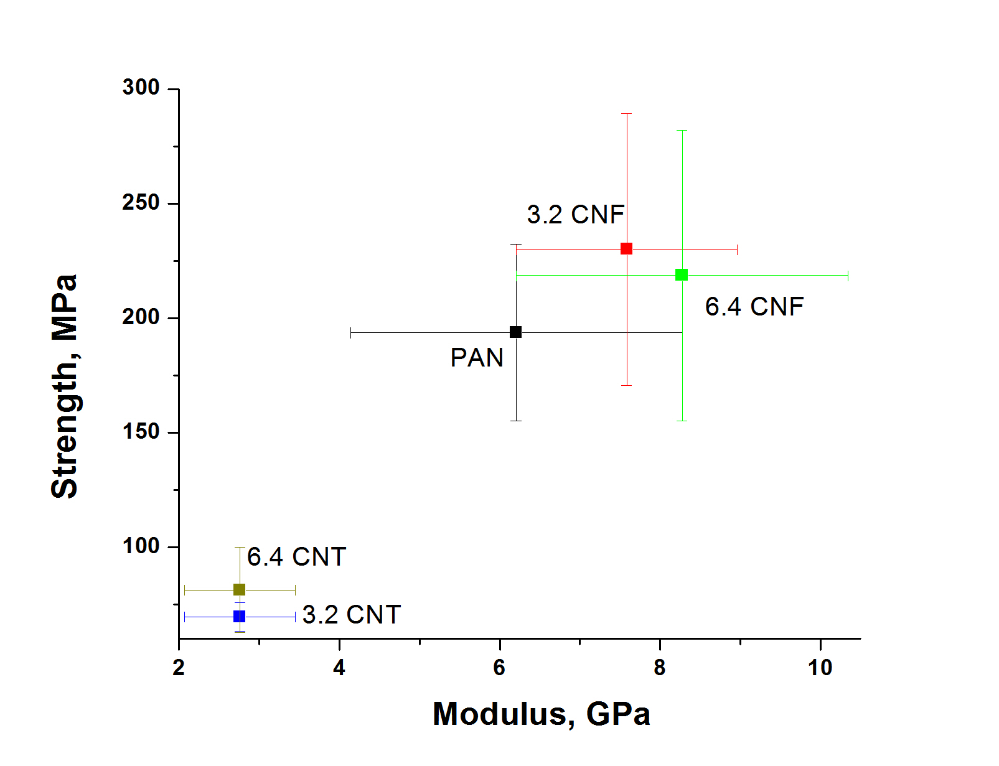 300
250
200
150
100
Strength, MPa
3.2 CNF
6.4 CNF
PAN
6.4 CNT
3.2 CNT
2 4 6 8 10
Modulus, GPa